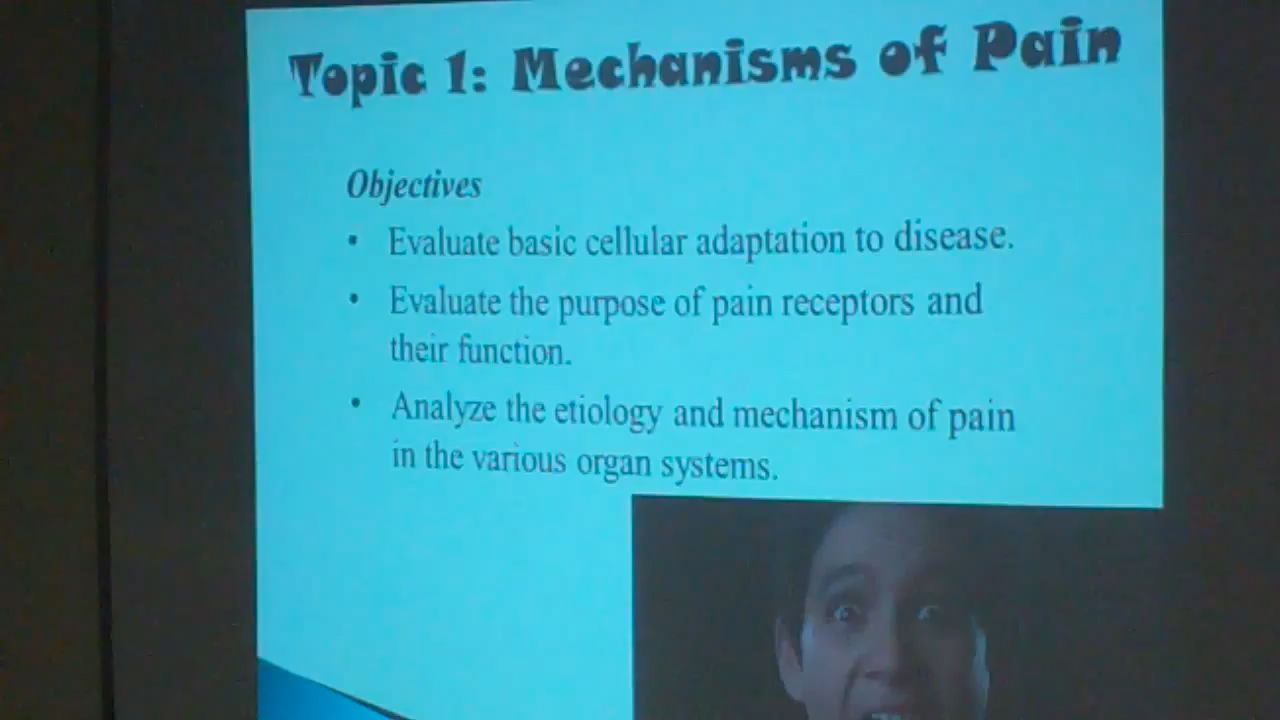 Topic 1: Mechanisms of Pain
Objectives
• Evaluate basic cellular adaptation to disease.
• Evaluate the purpose of pain receptors and
their function.
• Analyze the etiology and mechanism of pain
in the various organ systems.